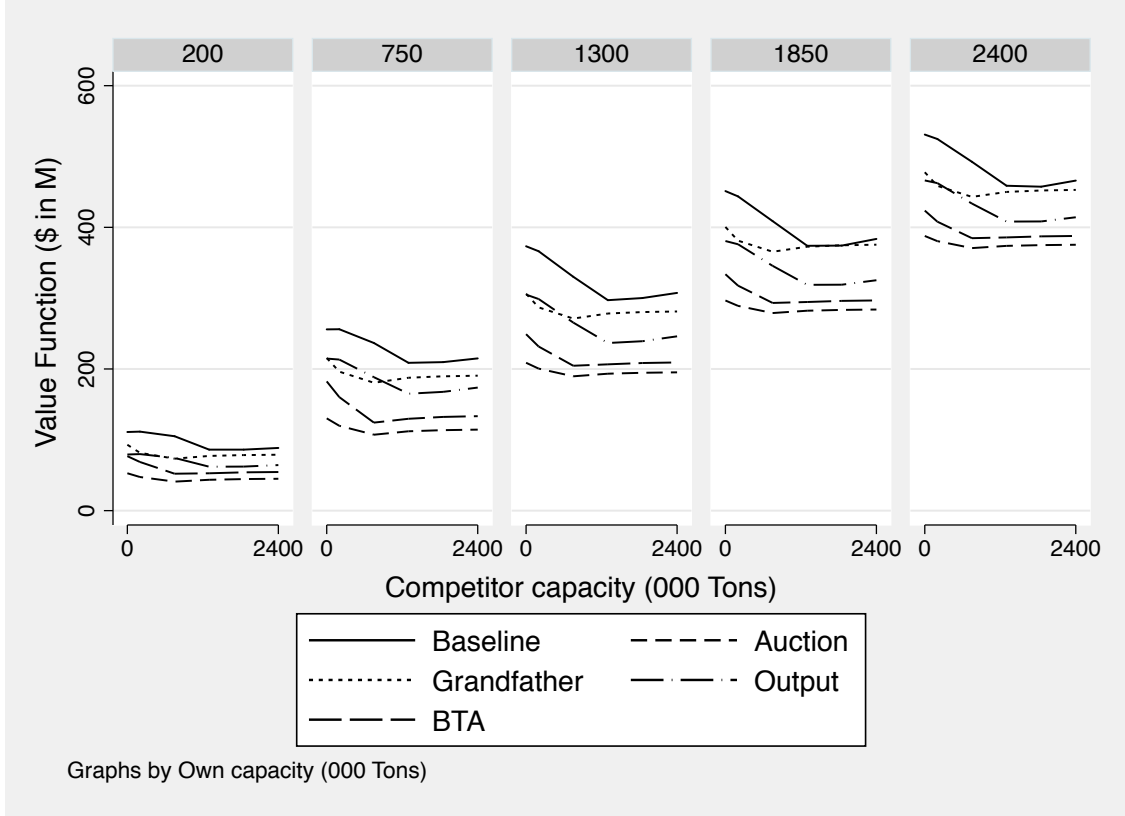 200 750 1300 1850 2400
600
400
200
0
Value Function ($ in M)
0 2400 0 2400 0 2400 0 2400 0 2400
Competitor capacity (000 Tons)
Baseline Auction
Grandfather Output
BTA
Graphs by Own capacity (000 Tons)